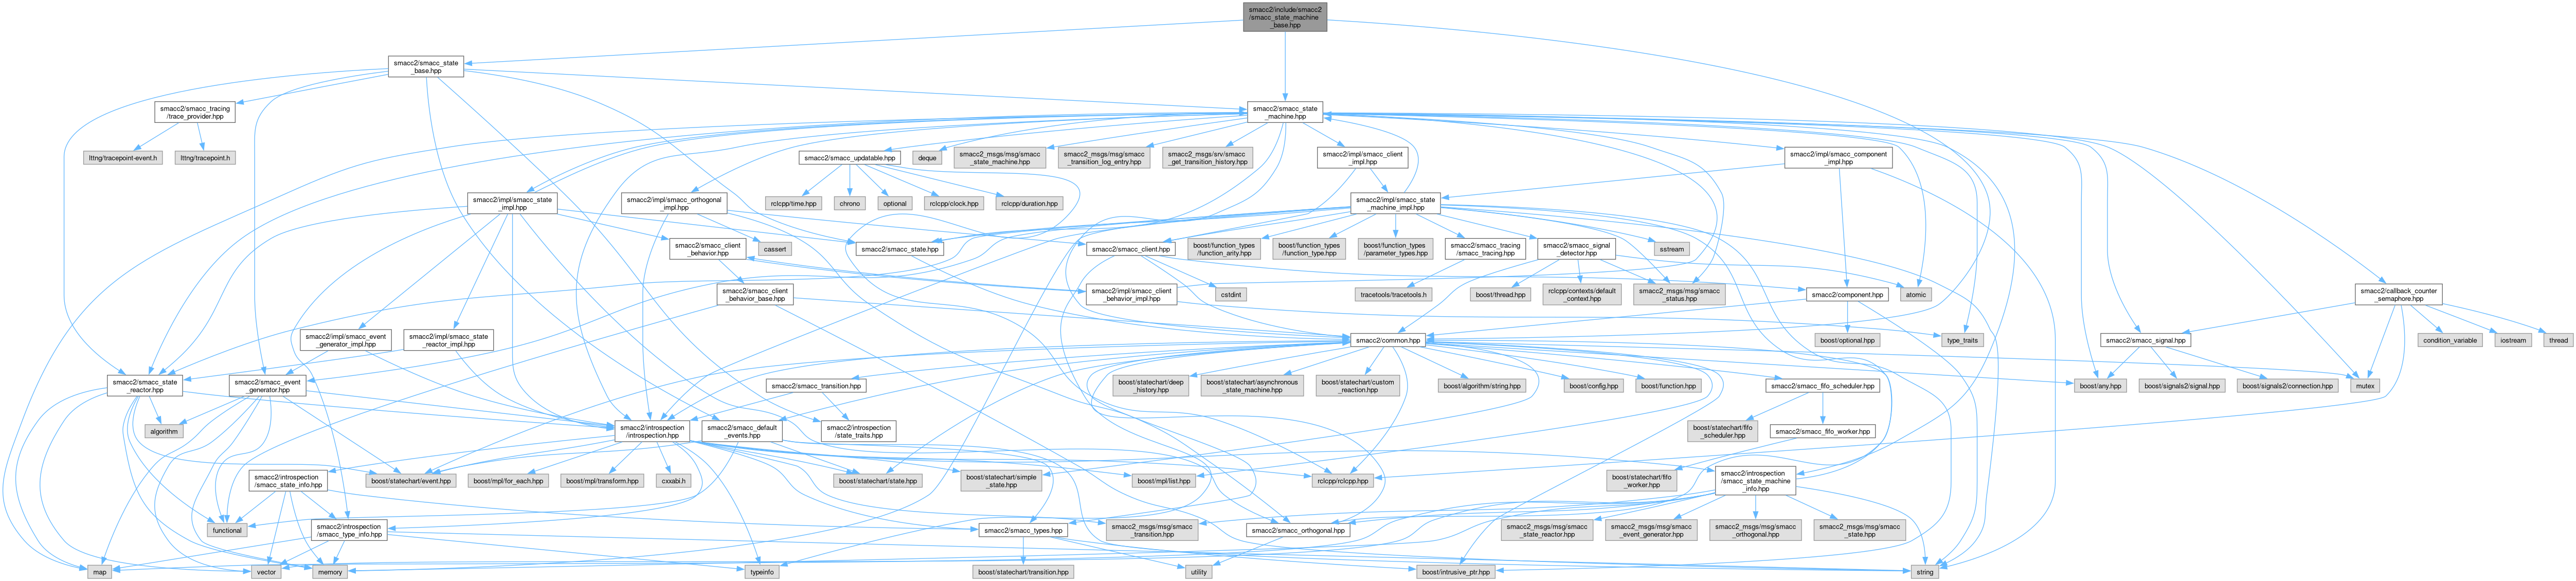 smacc2/include/smacc2
/smacc_state_machine
_base.hpp
smacc2/smacc_state
_base.hpp
smacc2/smacc_tracing
/trace_provider.hpp
smacc2/smacc_state
_machine.hpp
lttng/tracepoint-event.h
lttng/tracepoint.h
smacc2/smacc_updatable.hpp
deque
smacc2_msgs/msg/smacc
_state_machine.hpp
smacc2_msgs/msg/smacc
_transition_log_entry.hpp
smacc2_msgs/srv/smacc
_get_transition_history.hpp
smacc2/impl/smacc_client
_impl.hpp
smacc2/impl/smacc_component
_impl.hpp
smacc2/impl/smacc_state
_impl.hpp
smacc2/impl/smacc_orthogonal
_impl.hpp
rclcpp/time.hpp
chrono
optional
rclcpp/clock.hpp
rclcpp/duration.hpp
smacc2/impl/smacc_state
_machine_impl.hpp
smacc2/smacc_client
_behavior.hpp
cassert
smacc2/smacc_state.hpp
smacc2/smacc_client.hpp
boost/function_types
/function_arity.hpp
boost/function_types
/function_type.hpp
boost/function_types
/parameter_types.hpp
smacc2/smacc_tracing
/smacc_tracing.hpp
smacc2/smacc_signal
_detector.hpp
sstream
smacc2/smacc_client
_behavior_base.hpp
smacc2/impl/smacc_client
_behavior_impl.hpp
cstdint
tracetools/tracetools.h
boost/thread.hpp
rclcpp/contexts/default
_context.hpp
smacc2_msgs/msg/smacc
_status.hpp
smacc2/component.hpp
atomic
smacc2/callback_counter
_semaphore.hpp
smacc2/impl/smacc_event
_generator_impl.hpp
smacc2/impl/smacc_state
_reactor_impl.hpp
smacc2/common.hpp
boost/optional.hpp
type_traits
smacc2/smacc_signal.hpp
condition_variable
iostream
thread
smacc2/smacc_state
_reactor.hpp
smacc2/smacc_event
_generator.hpp
smacc2/smacc_transition.hpp
boost/statechart/deep
_history.hpp
boost/statechart/asynchronous
_state_machine.hpp
boost/statechart/custom
_reaction.hpp
boost/algorithm/string.hpp
boost/config.hpp
boost/function.hpp
smacc2/smacc_fifo_scheduler.hpp
boost/any.hpp
boost/signals2/signal.hpp
boost/signals2/connection.hpp
mutex
algorithm
smacc2/introspection
/introspection.hpp
smacc2/smacc_default
_events.hpp
smacc2/introspection
/state_traits.hpp
boost/statechart/fifo
_scheduler.hpp
smacc2/smacc_fifo_worker.hpp
smacc2/introspection
/smacc_state_info.hpp
boost/statechart/event.hpp
boost/mpl/for_each.hpp
boost/mpl/transform.hpp
cxxabi.h
boost/statechart/state.hpp
boost/statechart/simple
_state.hpp
boost/mpl/list.hpp
rclcpp/rclcpp.hpp
boost/statechart/fifo
_worker.hpp
smacc2/introspection
/smacc_state_machine
_info.hpp
functional
smacc2/introspection
/smacc_type_info.hpp
smacc2/smacc_types.hpp
smacc2_msgs/msg/smacc
_transition.hpp
smacc2/smacc_orthogonal.hpp
smacc2_msgs/msg/smacc
_state_reactor.hpp
smacc2_msgs/msg/smacc
_event_generator.hpp
smacc2_msgs/msg/smacc
_orthogonal.hpp
smacc2_msgs/msg/smacc
_state.hpp
map
vector
memory
typeinfo
boost/statechart/transition.hpp
utility
boost/intrusive_ptr.hpp
string